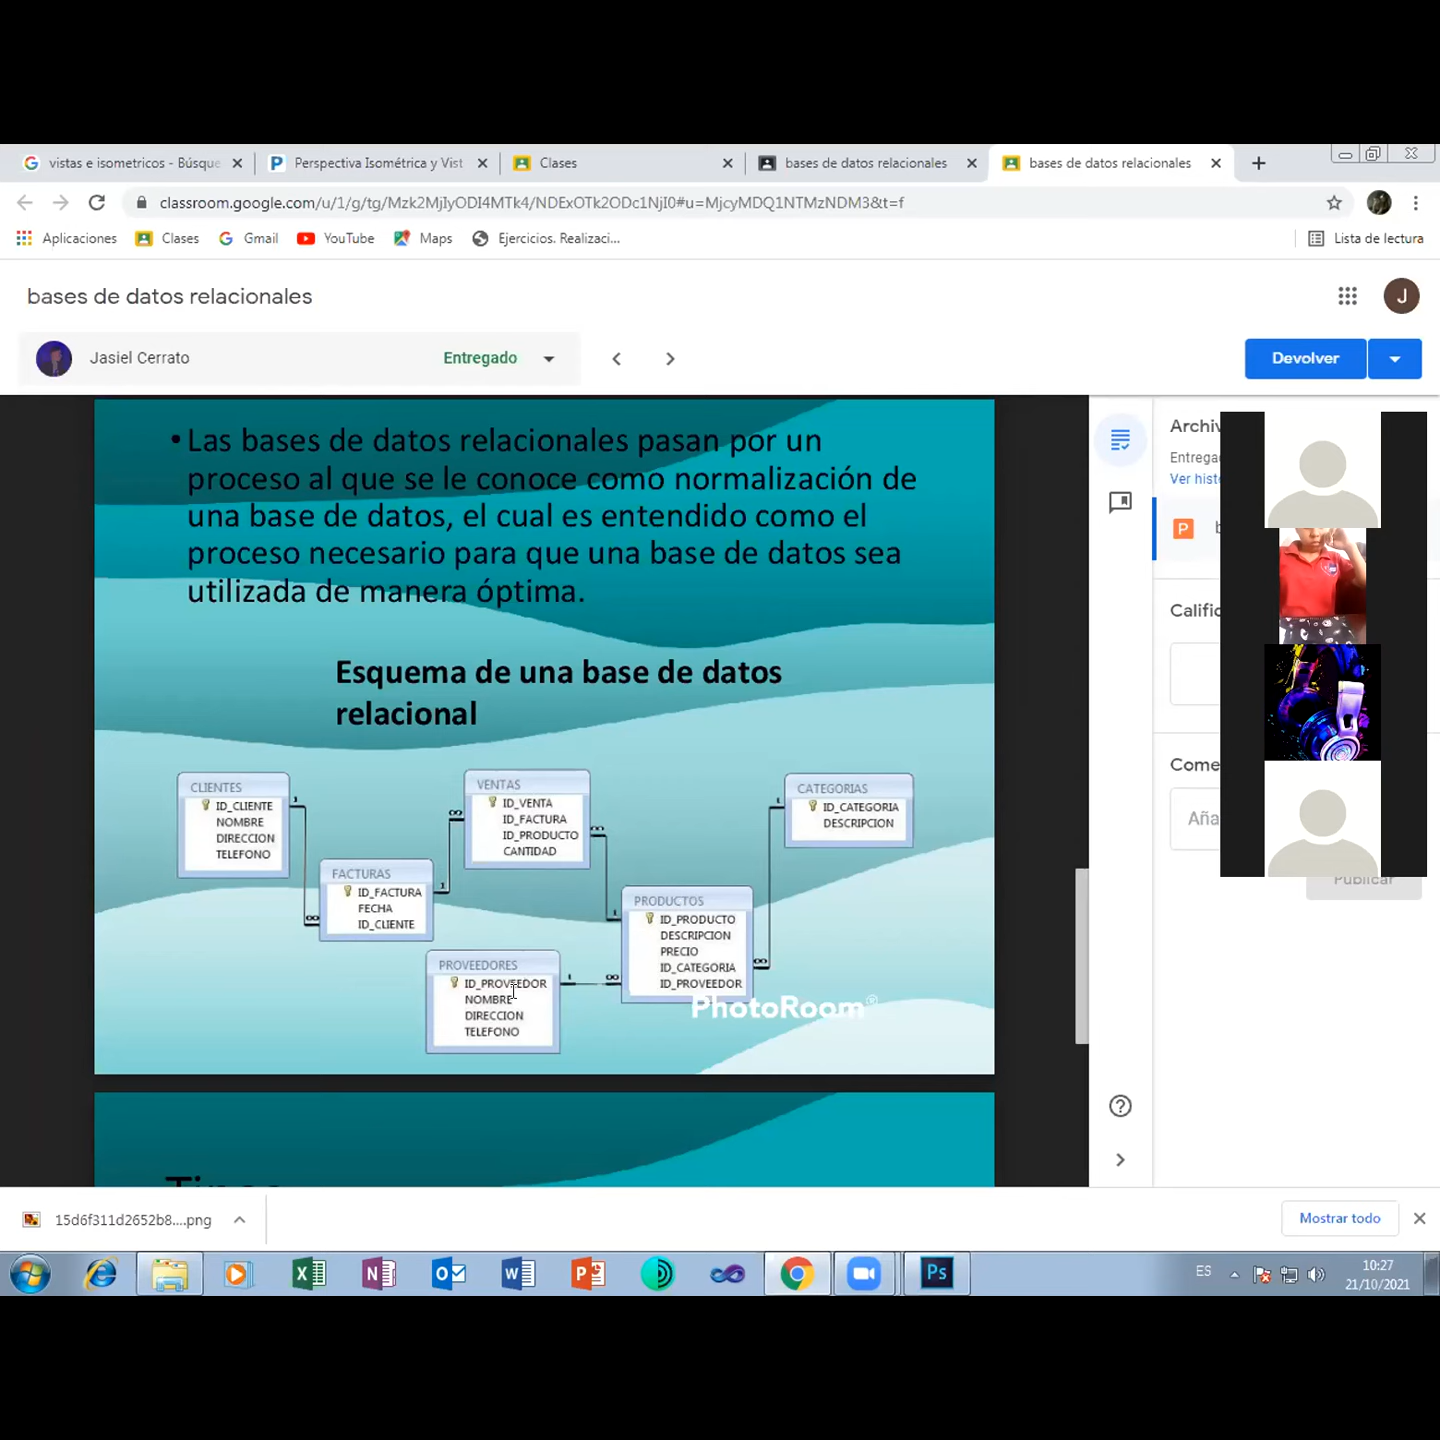 vistas e isometricos - Búsque
Perspectiva Isométrica y Vist
Clases
bases de datos relacionales
bases de datos relacionales
classroom.google.com/u/1/g/tg/Mzk2MjIyODI4MTk4/NDExOTk2ODc1NjI0#u=MjcyMDQ1NTMzNDM3&t=f
Aplicaciones
Clases
Gmail
YouTube
Maps
Ejercicios. Realizaci...
Lista de lectura
bases de datos relacionales
J
Jasiel Cerrato
Entregado
Devolver
• Las bases de datos relacionales pasan por un
proceso al que se le conoce como normalización de
una base de datos, el cual es entendido como el
proceso necesario para que una base de datos sea
utilizada de manera óptima.
Esquema de una base de datos
relacional
CLIENTES
ID_CLIENTE
NOMBRE
DIRECCION
TELEFONO
1
∞
FACTURAS
ID_FACTURA
FECHA
ID_CLIENTE
1
∞
VENTAS
ID_VENTA
ID_FACTURA
ID_PRODUCTO
CANTIDAD
∞
1
PRODUCTOS
ID_PRODUCTO
DESCRIPCION
PRECIO
ID_CATEGORIA
ID_PROVEEDOR
∞
1
CATEGORIAS
ID_CATEGORIA
DESCRIPCION
PROVEEDORES
ID_PROVEEDOR
NOMBRE
DIRECCION
TELEFONO
1
∞
PhotoRoom®
Archiv
Entrega
Ver histo
P
Calific
Come
Aña
Publicar
15d6f311d2652b8....png
Mostrar todo
Ps
ES
10:27
21/10/2021